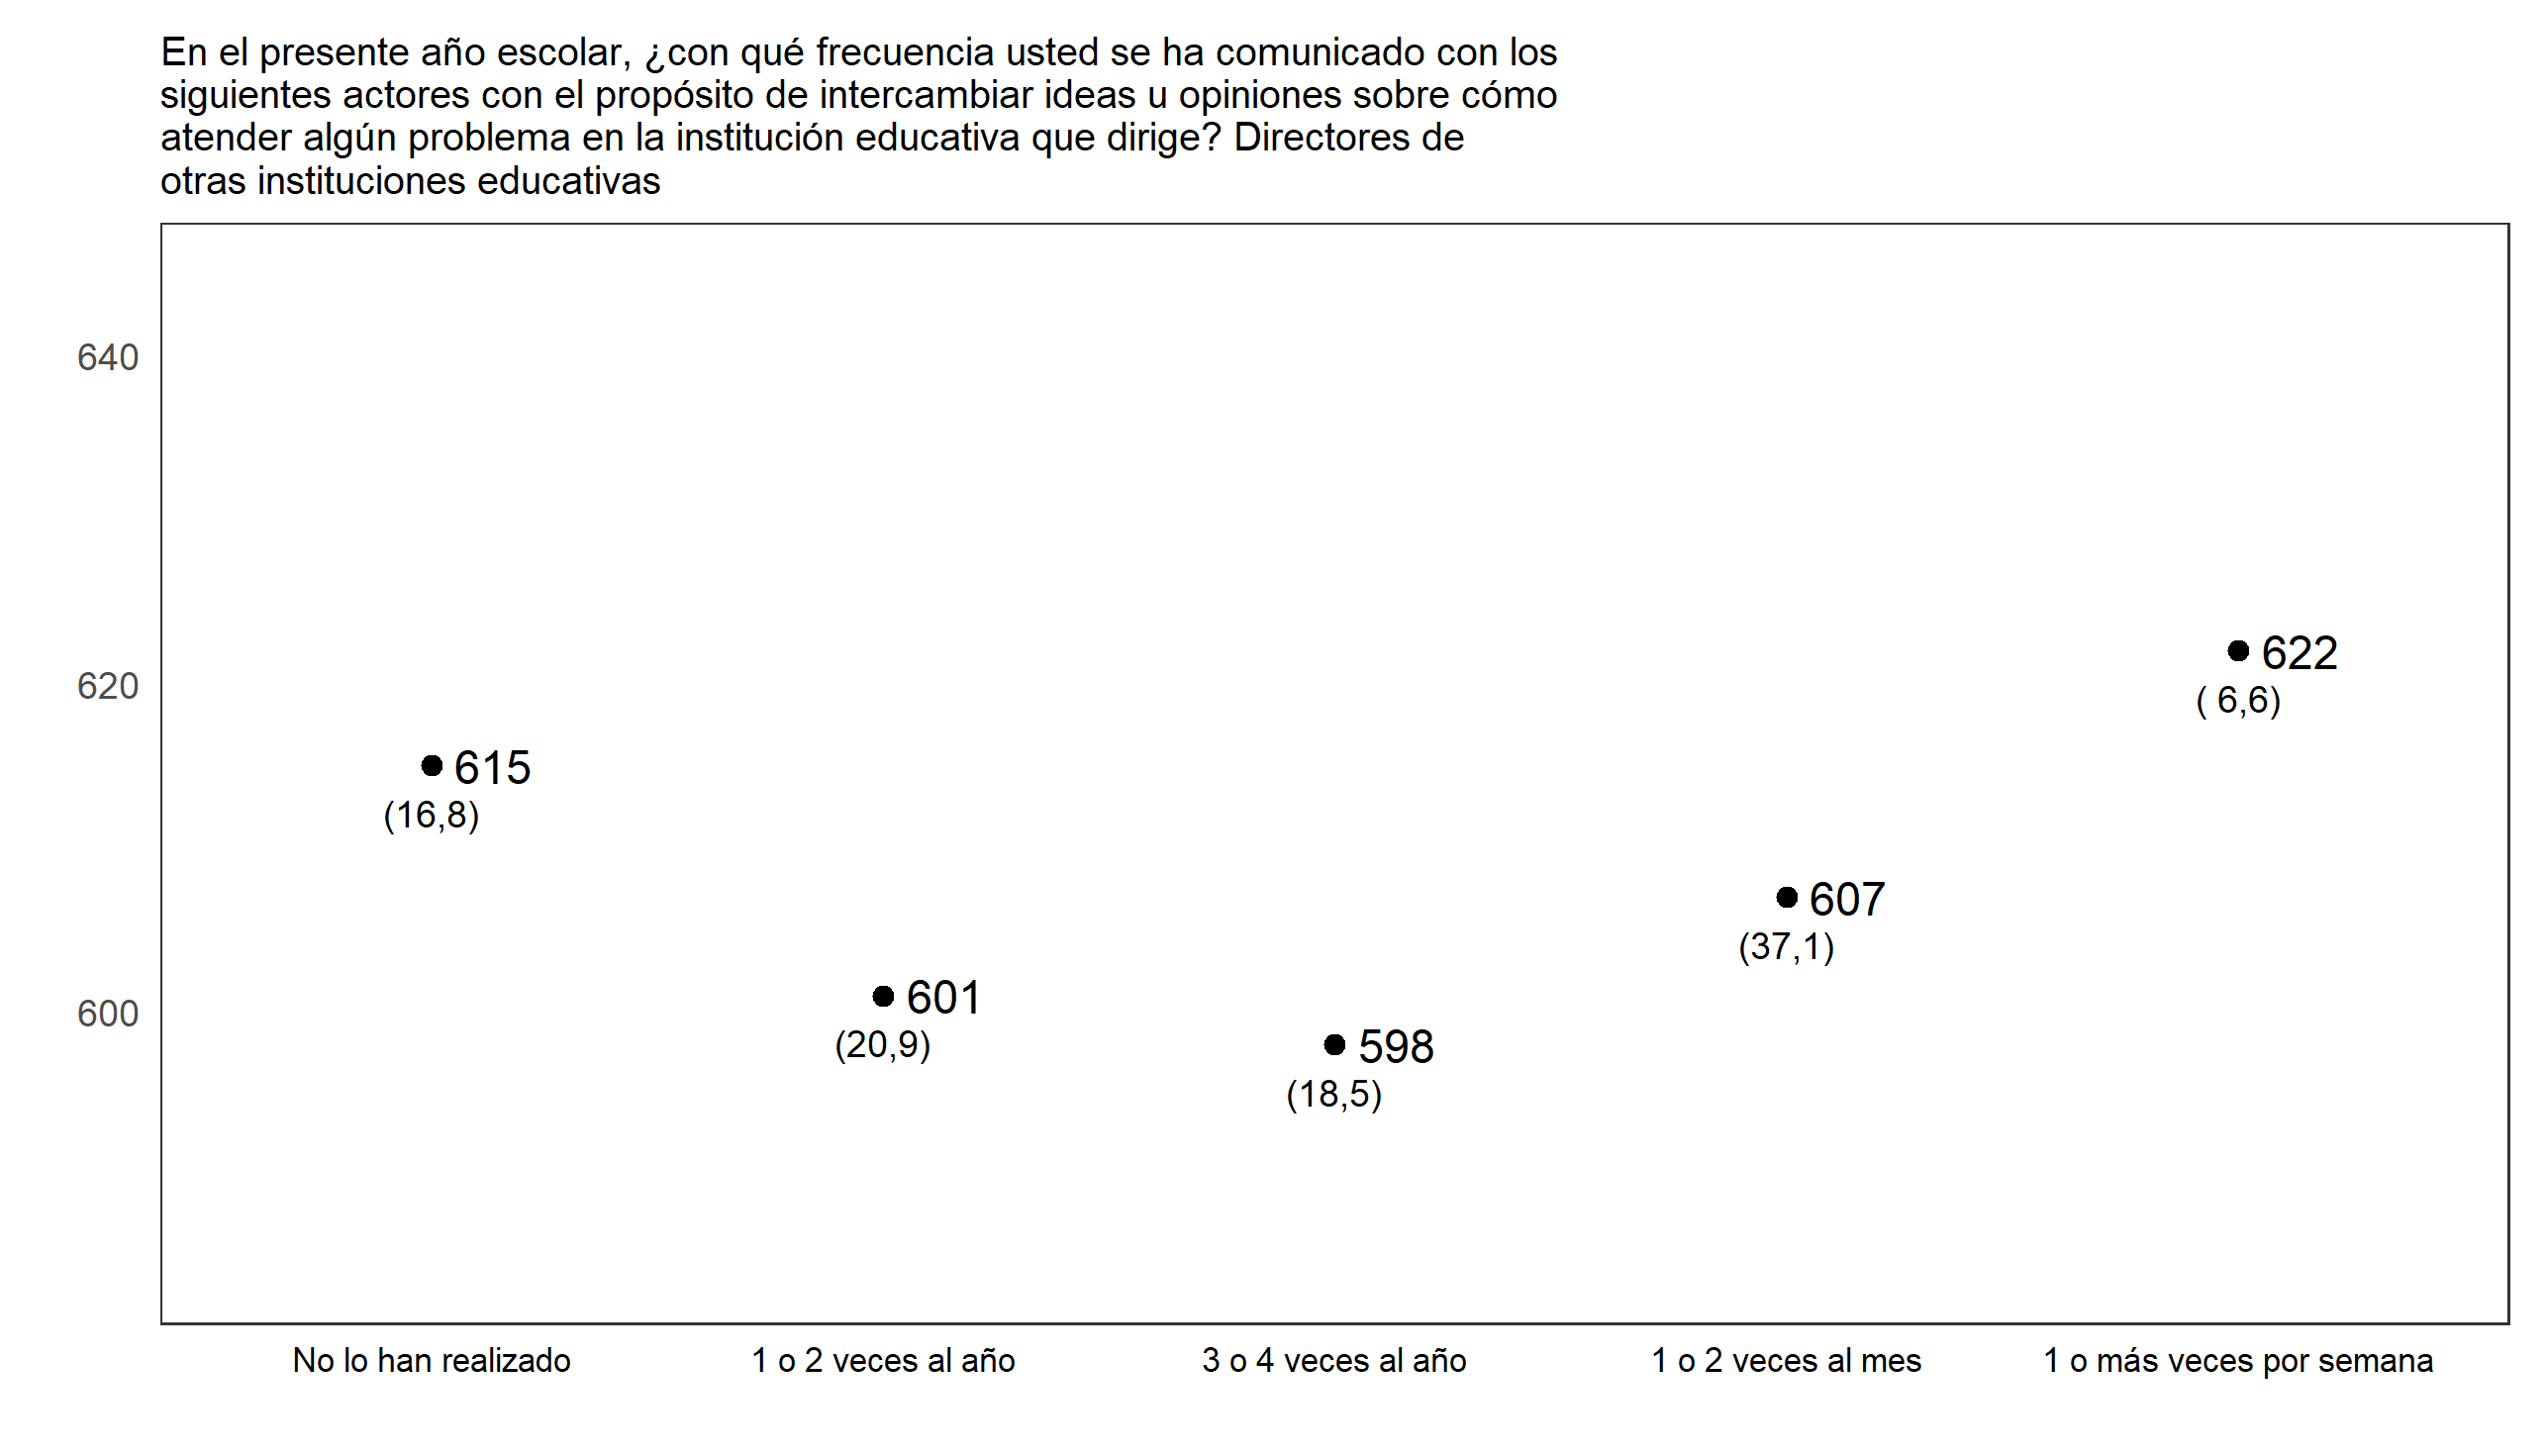 En el presente año escolar, ¿con qué frecuencia usted se ha comunicado con los
siguientes actores con el propósito de intercambiar ideas u opiniones sobre cómo
atender algún problema en la institución educativa que dirige? Directores de
otras instituciones educativas
640
620
600
615
(16,8)
601
(20,9)
598
(18,5)
607
(37,1)
622
( 6,6)
No lo han realizado
1 o 2 veces al año
3 o 4 veces al año
1 o 2 veces al mes
1 o más veces por semana